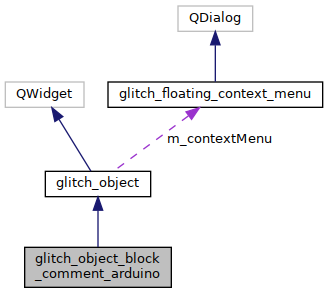 QDialog
QWidget
glitch_floating_context_menu
m_contextMenu
glitch_object
glitch_object_block
_comment_arduino